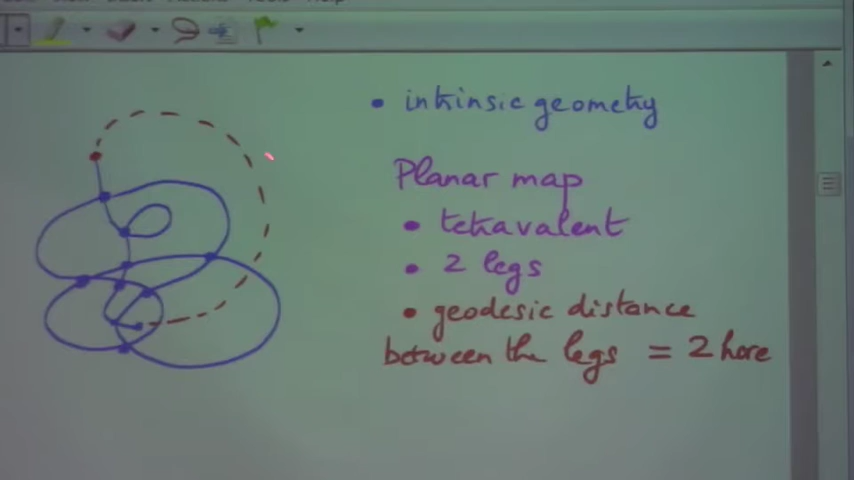 • intrinsic geometry
Planar map
• tetravalent
• 2 legs
• geodesic distance
between the legs = 2 here